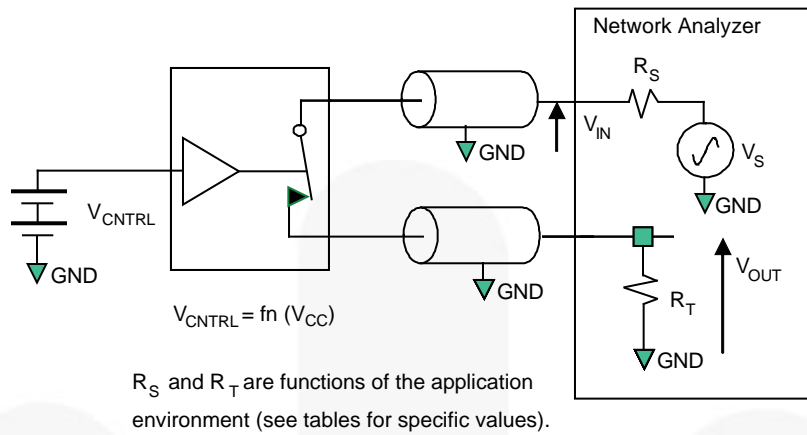 Network Analyzer
R_S
V_IN
V_S
GND
GND
V_CNTRL
GND
GND
V_OUT
R_T
GND
V_CNTRL = fn (V_CC)
R_S and R_T are functions of the application
environment (see tables for specific values).